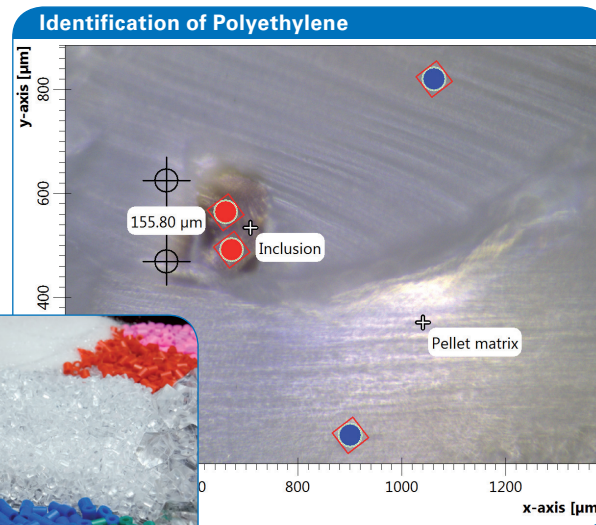 Identification of Polyethylene
y-axis [µm]
800
600
400
155.80 µm
Inclusion
Pellet matrix
0
800
1000
1200
x-axis [µm